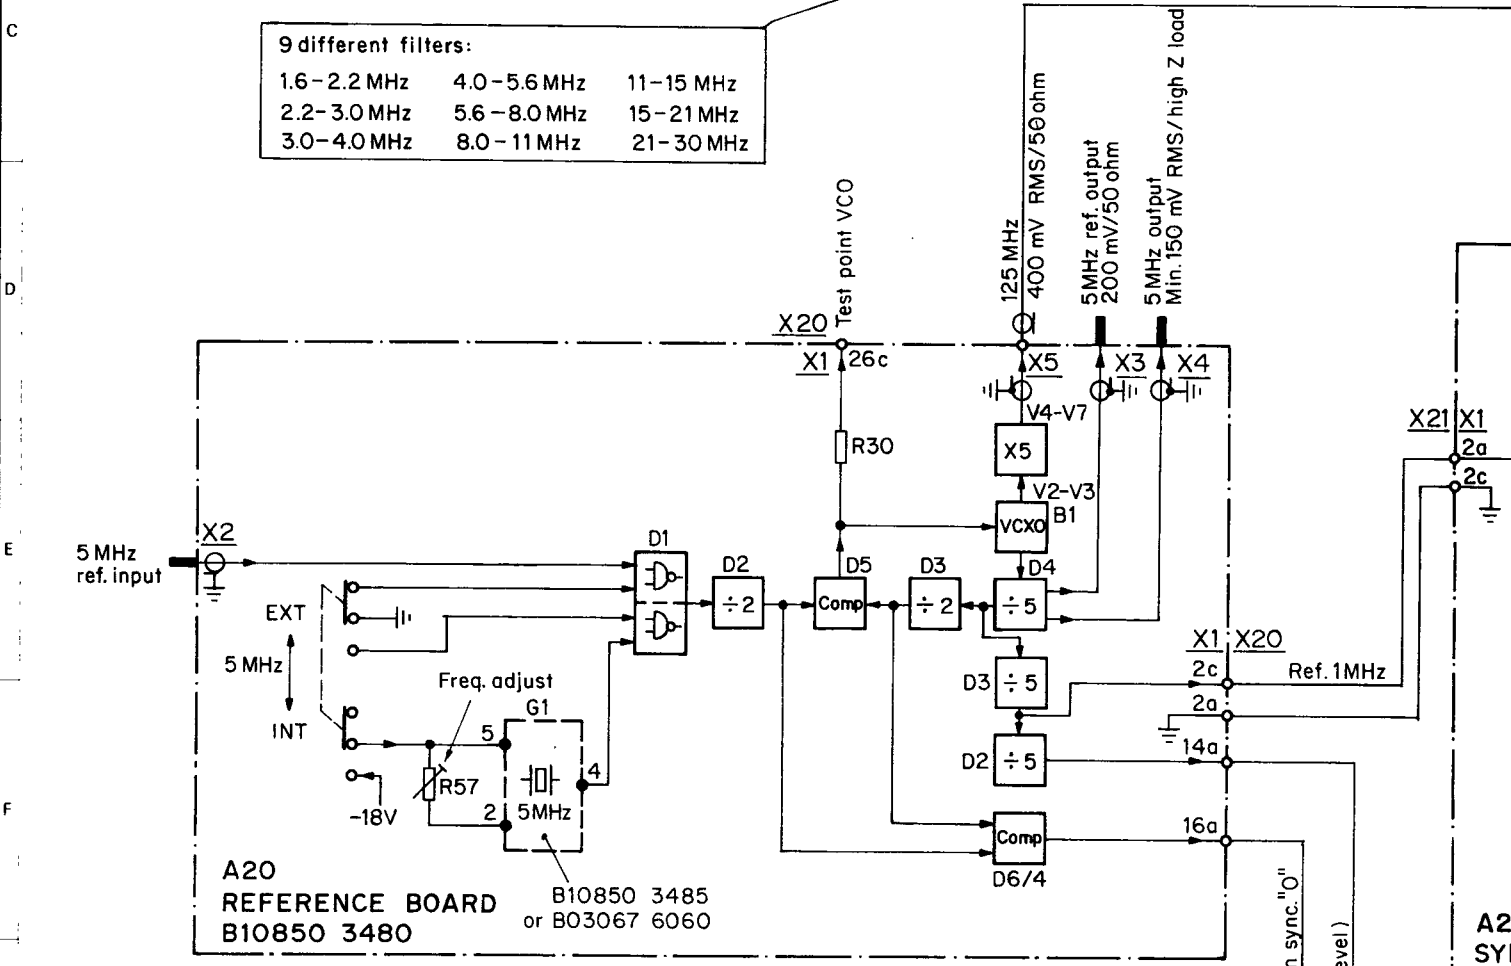 C
D
E
F
9 different filters:
1.6-2.2 MHz 4.0-5.6 MHz 11-15 MHz
2.2-3.0 MHz 5.6-8.0 MHz 15-21 MHz
3.0-4.0 MHz 8.0-11 MHz 21-30 MHz
Test point VCO
125 MHz
400 mV RMS/50 ohm
5 MHz ref. output
200 mV/50 ohm
5 MHz output
Min. 150 mV RMS/high Z load
X20
X1 26c
X5
X3
X4
V4-V7
R30
X5
V2-V3
VCXO B1
X21 X1
2a
2c
X2
5 MHz
ref. input
D1
D2
÷2
D5
Comp
D3
÷2
D4
÷5
EXT
5 MHz
INT
Freq. adjust
G1
5
4
2
R57
5MHz
-18V
D3 ÷5
D2 ÷5
X1 X20
2c
Ref. 1 MHz
2a
14a
16a
Comp
D6/4
B10850 3485
or B03067 6060
A20
REFERENCE BOARD
B10850 3480
sync. "0"
A2